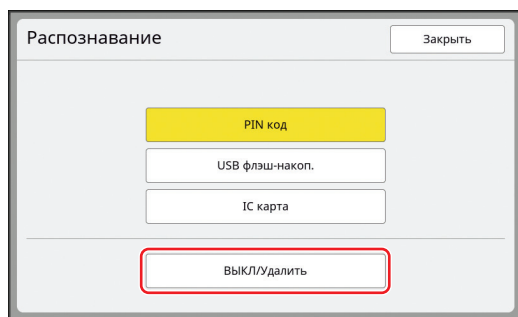 Распознавание
Закрыть
PIN код
USB флэш-накоп.
IC карта
ВЫКЛ/Удалить